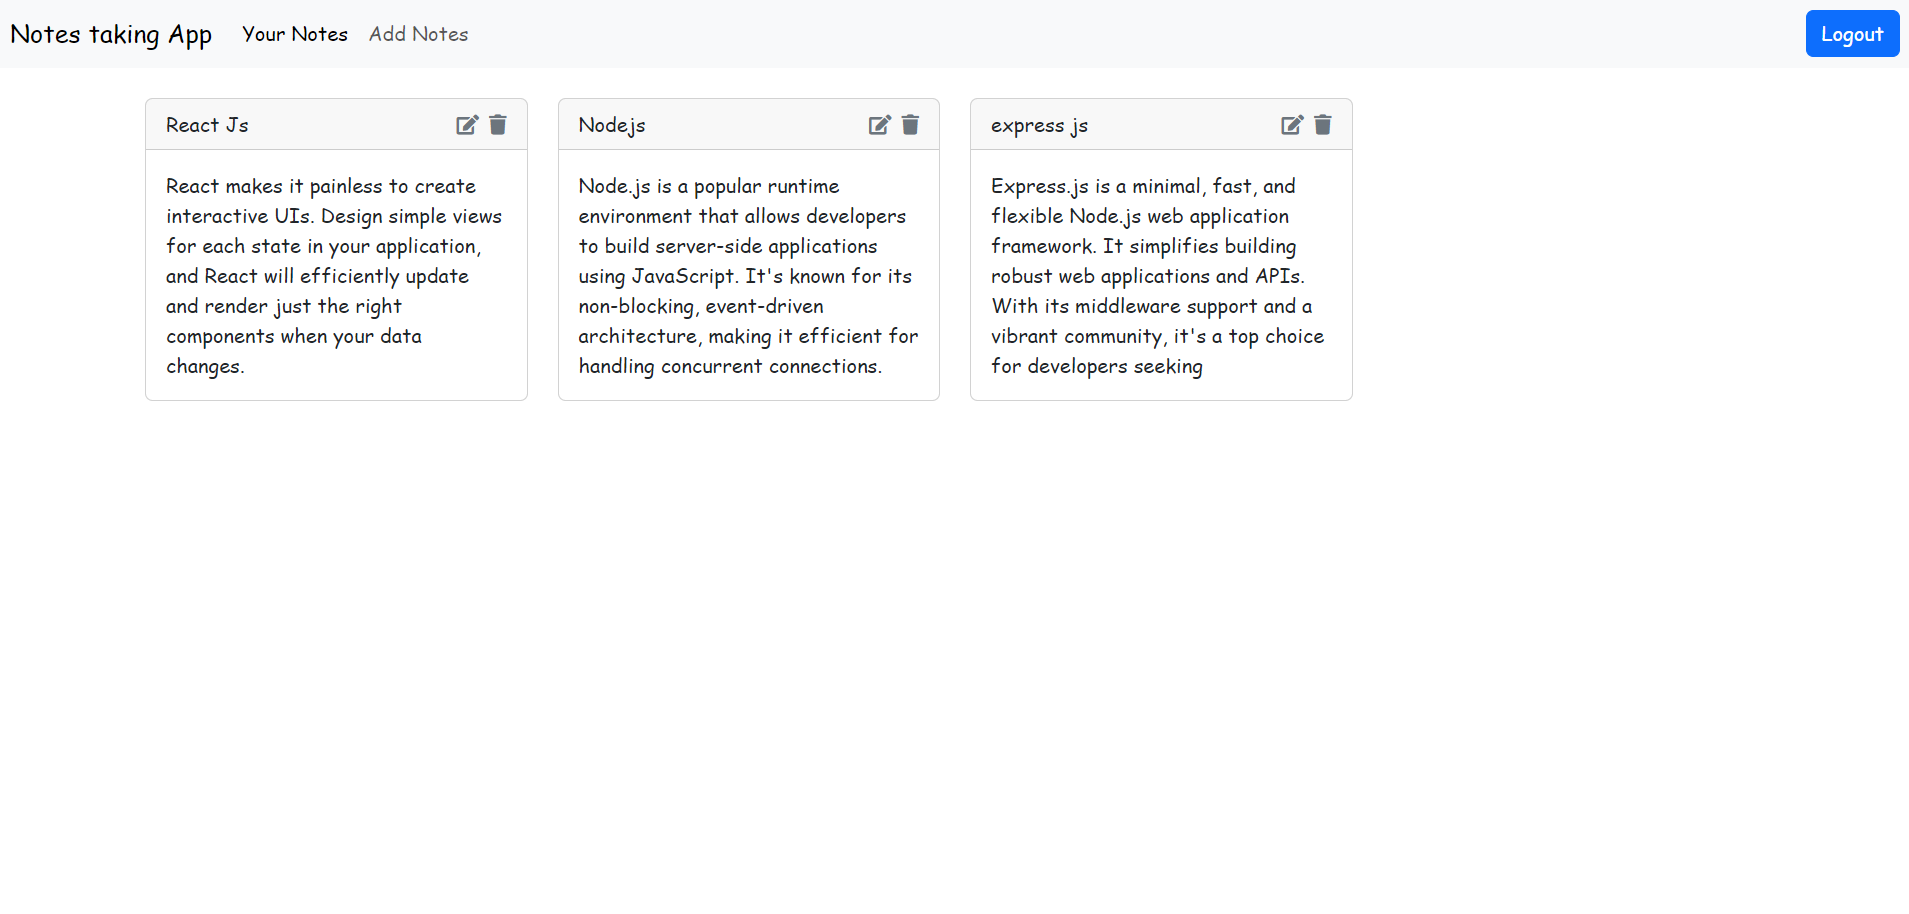 Notes taking App Your Notes Add Notes Logout
React Js
React makes it painless to create
interactive UIs. Design simple views
for each state in your application,
and React will efficiently update
and render just the right
components when your data
changes.
Nodejs
Node.js is a popular runtime
environment that allows developers
to build server-side applications
using JavaScript. It's known for its
non-blocking, event-driven
architecture, making it efficient for
handling concurrent connections.
express js
Express.js is a minimal, fast, and
flexible Node.js web application
framework. It simplifies building
robust web applications and APIs.
With its middleware support and a
vibrant community, it's a top choice
for developers seeking